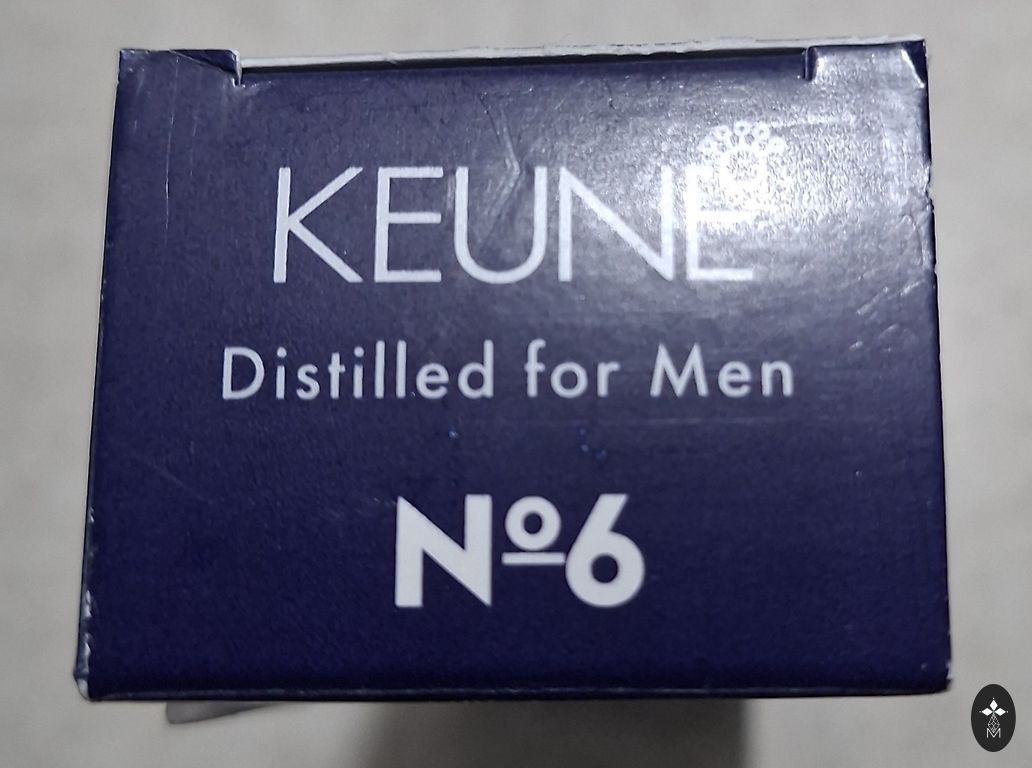 KEUNE
Distilled for Men
Nº6
M